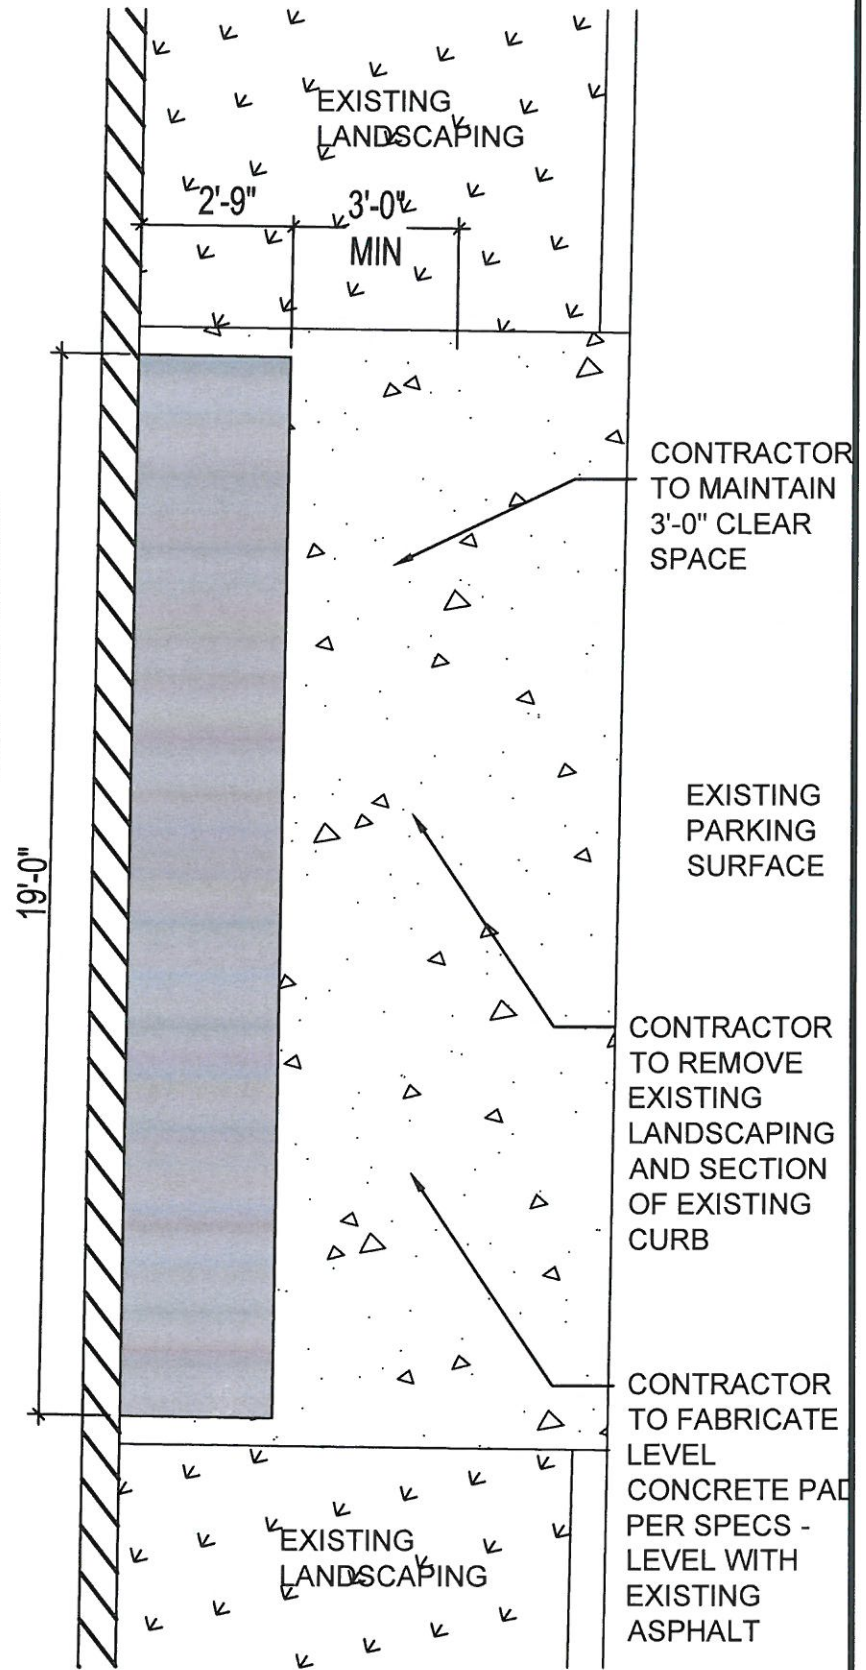 EXISTING
LANDSCAPING
2'-9"
3'-0"
MIN
CONTRACTOR
TO MAINTAIN
3'-0" CLEAR
SPACE
EXISTING
PARKING
SURFACE
19'-0"
CONTRACTOR
TO REMOVE
EXISTING
LANDSCAPING
AND SECTION
OF EXISTING
CURB
CONTRACTOR
TO FABRICATE
LEVEL
CONCRETE PAD
PER SPECS -
LEVEL WITH
EXISTING
ASPHALT
EXISTING
LANDSCAPING